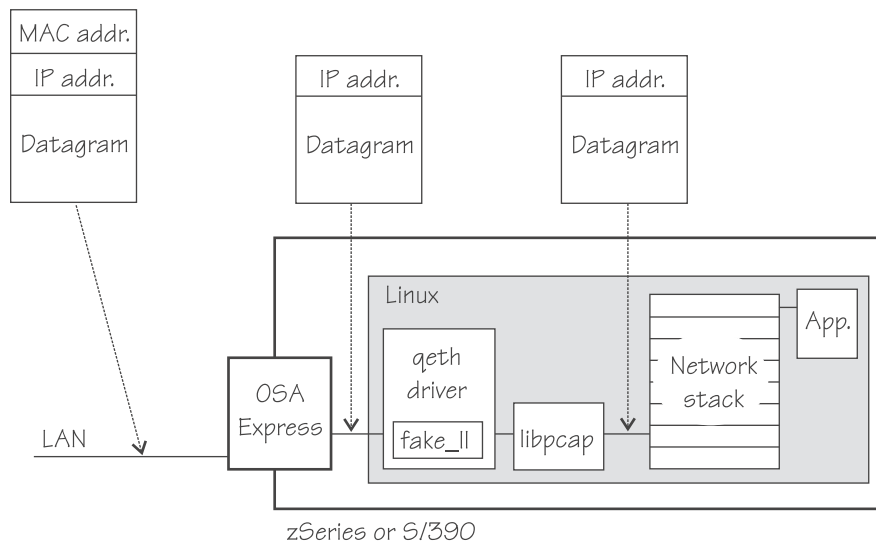 MAC addr.
IP addr.
Datagram
IP addr.
Datagram
IP addr.
Datagram
Linux
App.
qeth
driver
Network
stack
OSA
Express
fake_ll
libpcap
LAN
zSeries or S/390